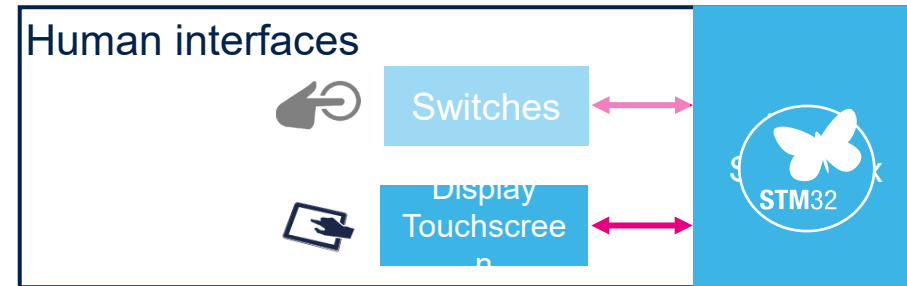 Human interfaces
Switches
Display
Touchscree
n
STM32